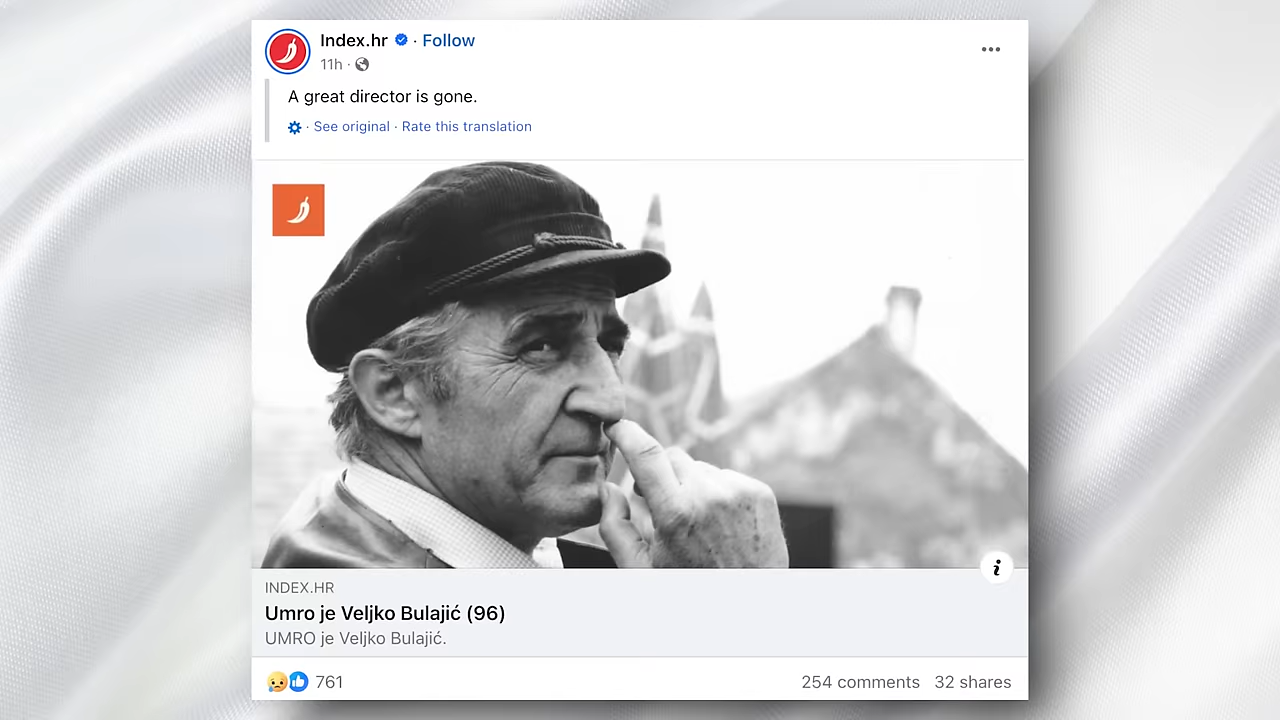 Index.hr · Follow
11h ·
A great director is gone.
· See original · Rate this translation
INDEX.HR
Umro je Veljko Bulajić (96)
UMRO je Veljko Bulajić.
761 254 comments 32 shares